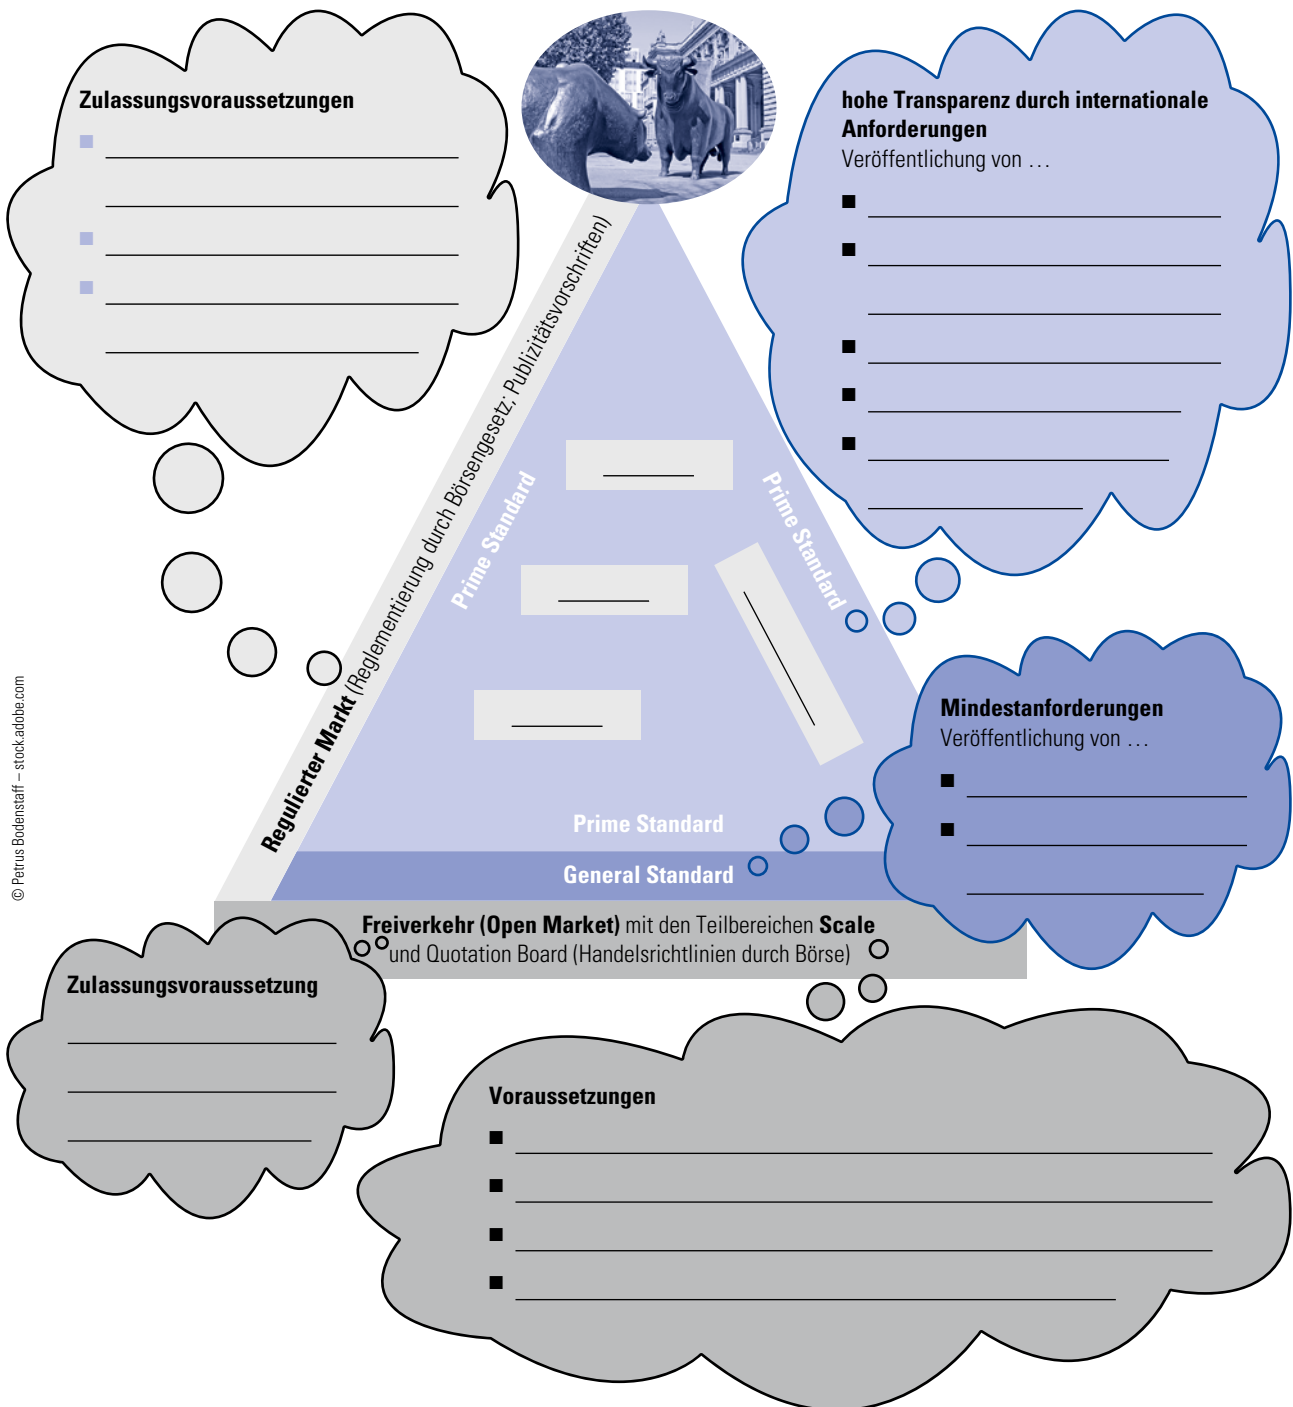 Zulassungsvoraussetzungen
hohe Transparenz durch internationale
Anforderungen
Veröffentlichung von …
Regulierter Markt (Reglementierung durch Börsengesetz; Publizitätsvorschriften)
Prime Standard
Prime Standard
Prime Standard
General Standard
Mindestanforderungen
Veröffentlichung von …
Freiverkehr (Open Market) mit den Teilbereichen Scale
und Quotation Board (Handelsrichtlinien durch Börse)
Zulassungsvoraussetzung
Voraussetzungen
© Petrus Bodenstaff – stock.adobe.com